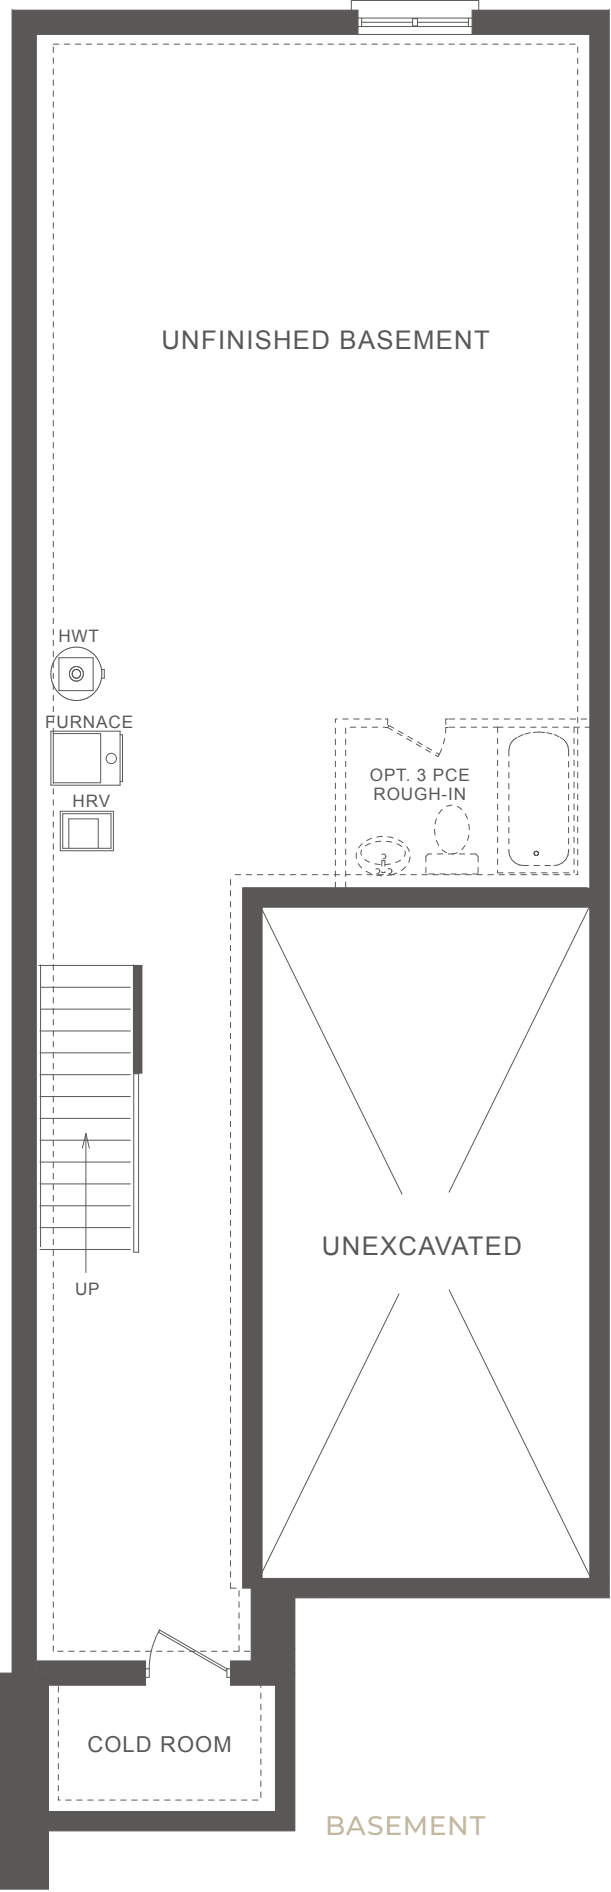 UNFINISHED BASEMENT
HWT
FURNACE
HRV
OPT. 3 PCE
ROUGH-IN
UNEXCAVATED
UP
COLD ROOM
BASEMENT